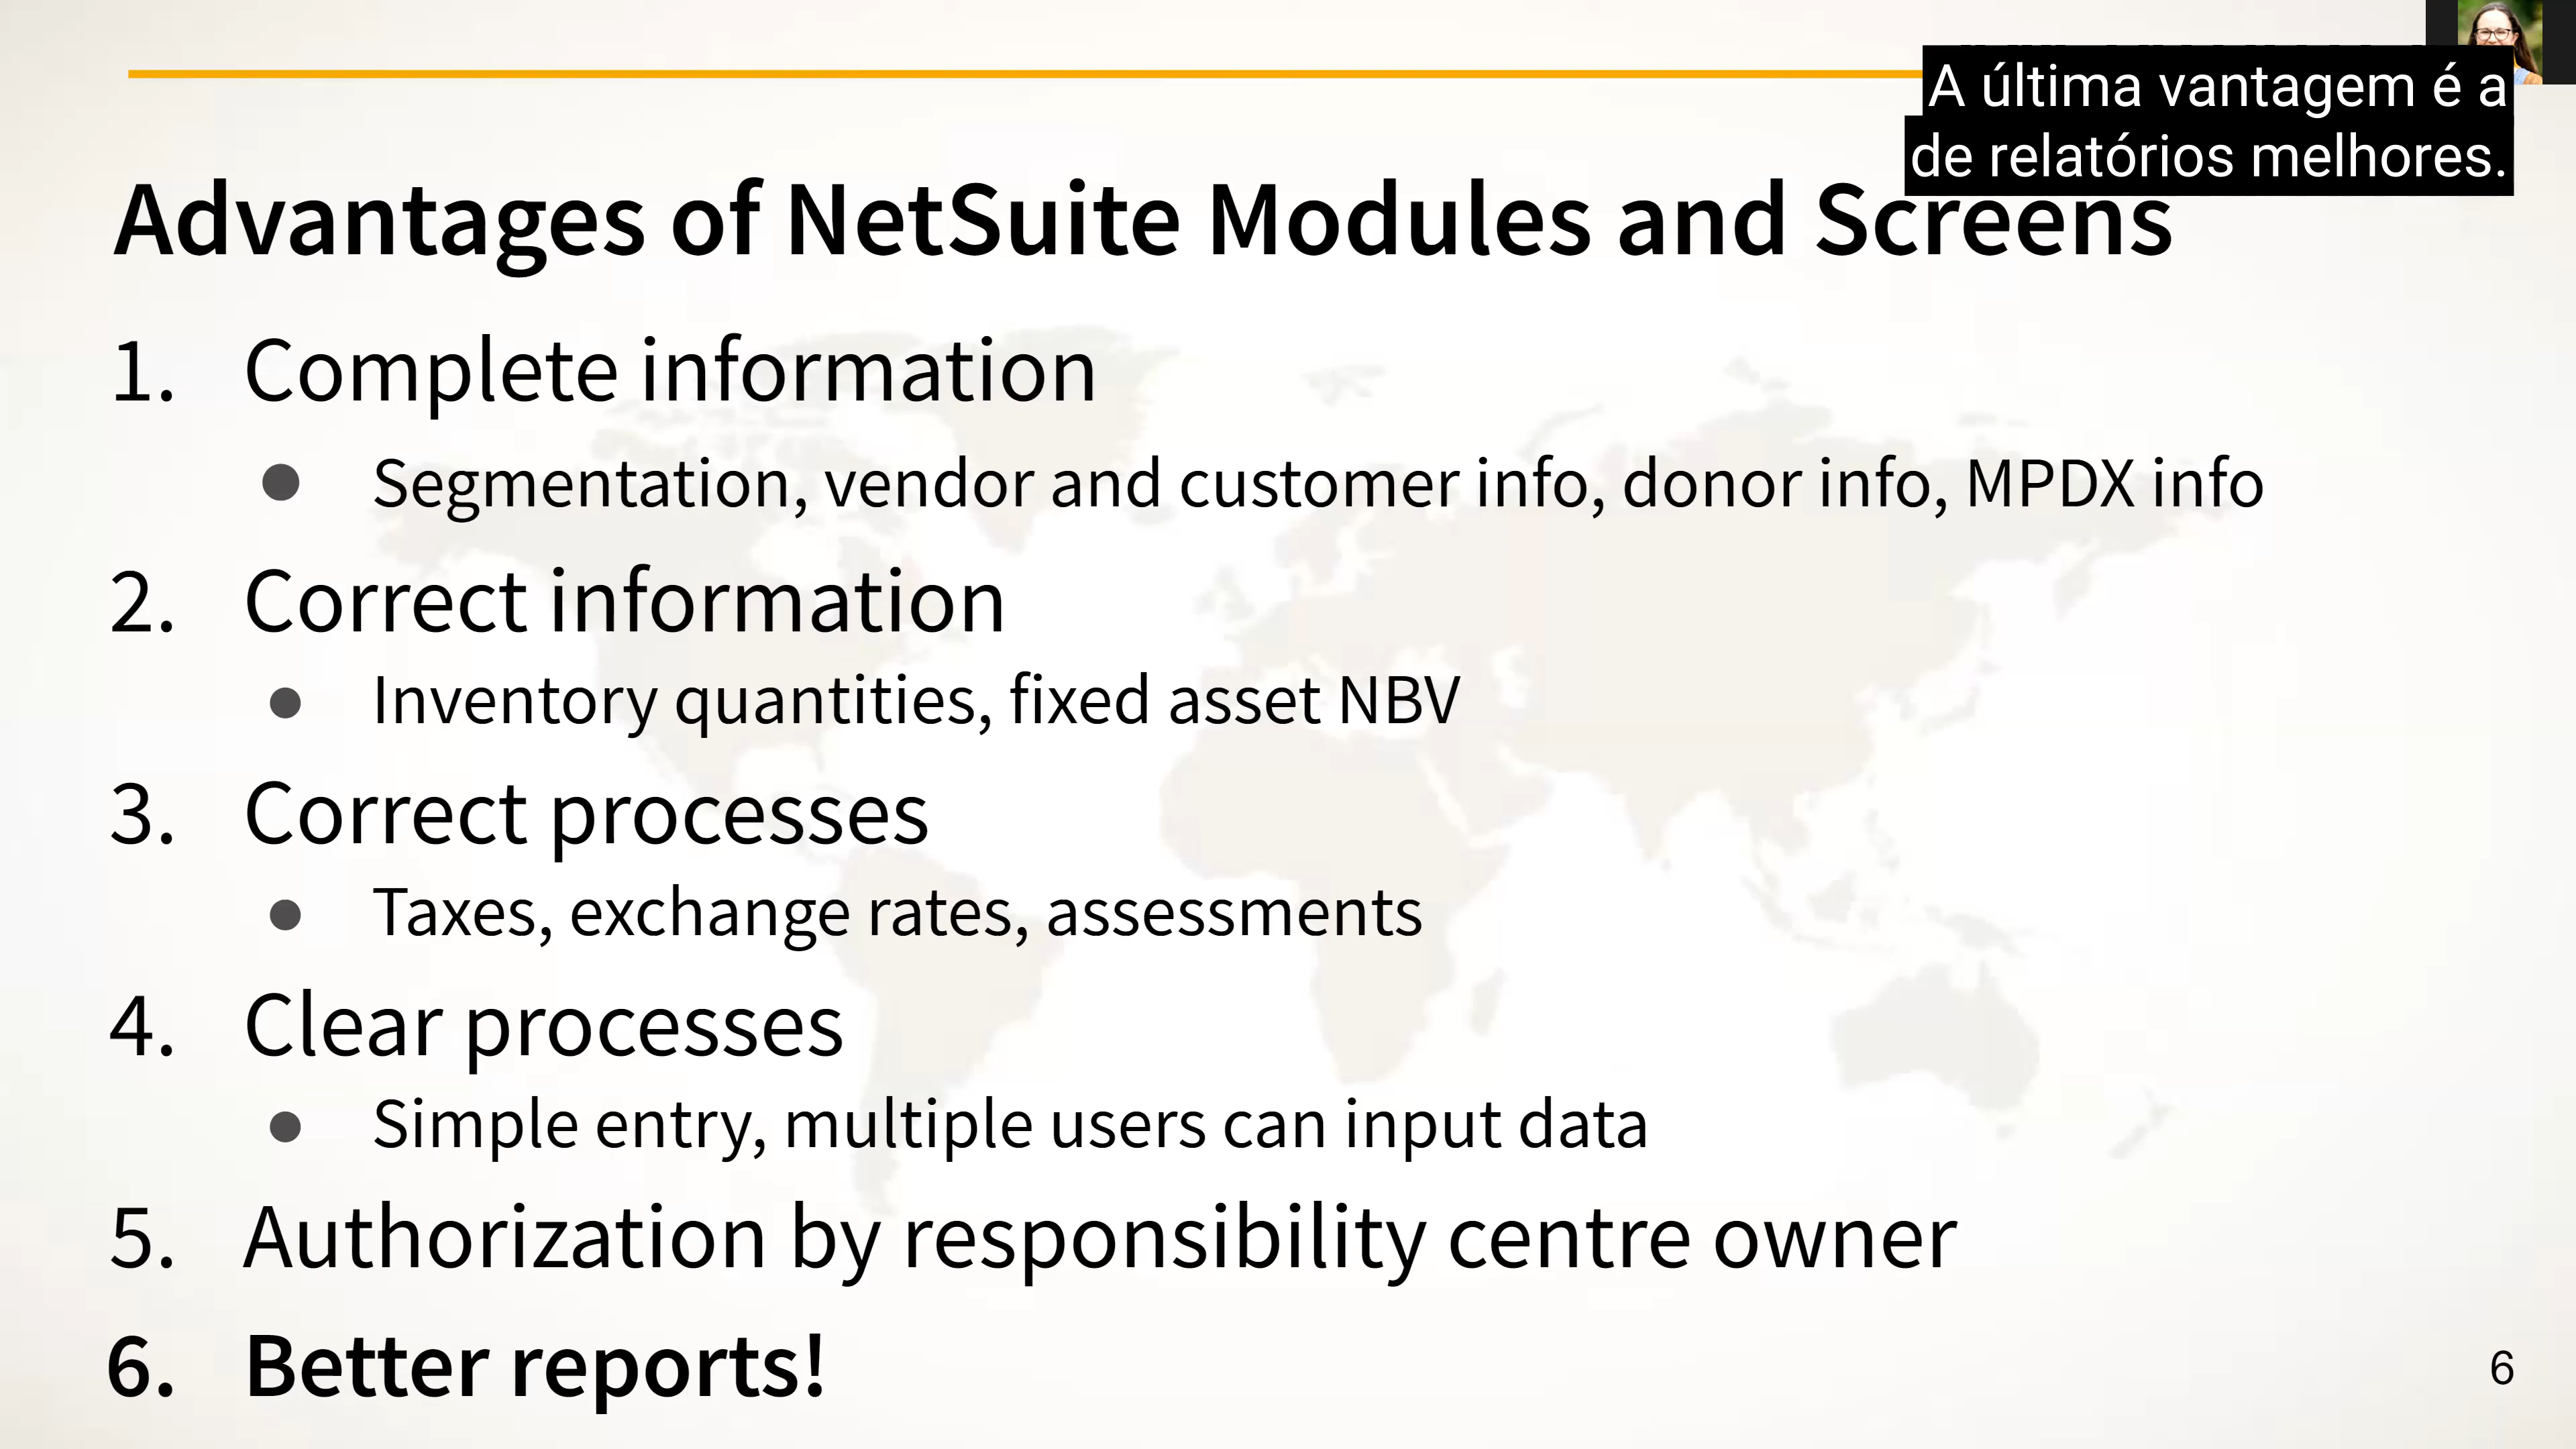 A última vantagem é a
de relatórios melhores.
Advantages of NetSuite Modules and Screens
1. Complete information
● Segmentation, vendor and customer info, donor info, MPDX info
2. Correct information
● Inventory quantities, fixed asset NBV
3. Correct processes
● Taxes, exchange rates, assessments
4. Clear processes
● Simple entry, multiple users can input data
5. Authorization by responsibility centre owner
6. Better reports!
6